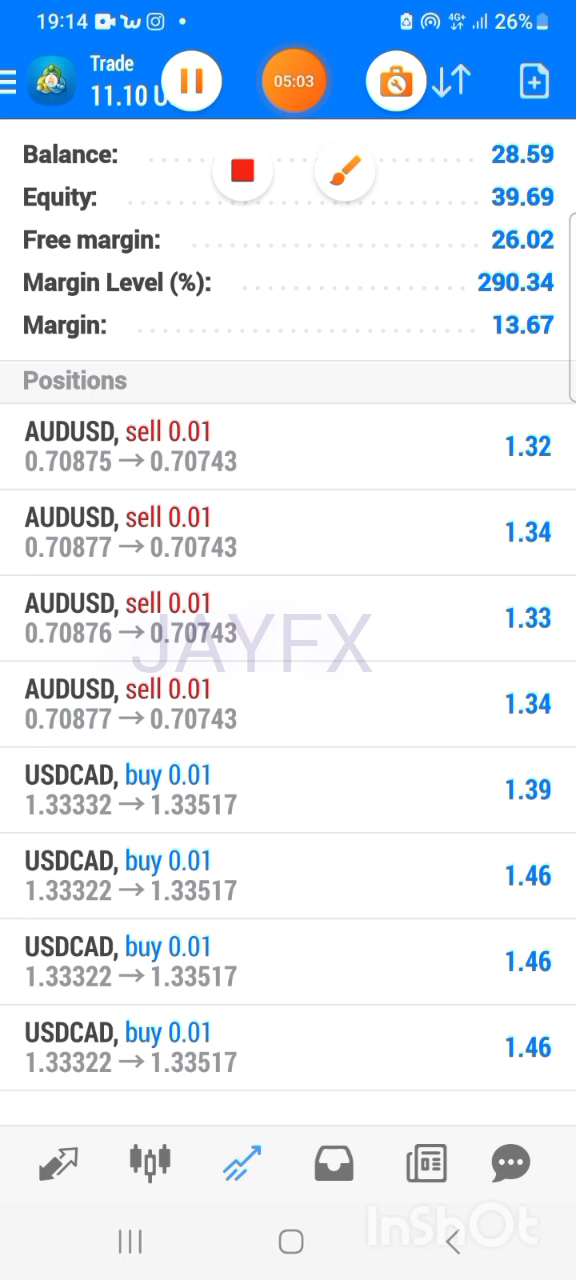 19:14 4G+ 26%
Trade
11.10 U
05:03
Balance: 28.59
Equity: 39.69
Free margin: 26.02
Margin Level (%): 290.34
Margin: 13.67
Positions
AUDUSD, sell 0.01
0.70875 → 0.70743 1.32
AUDUSD, sell 0.01
0.70877 → 0.70743 1.34
AUDUSD, sell 0.01
0.70876 → 0.70743 1.33
JAYFX
AUDUSD, sell 0.01
0.70877 → 0.70743 1.34
USDCAD, buy 0.01
1.33332 → 1.33517 1.39
USDCAD, buy 0.01
1.33322 → 1.33517 1.46
USDCAD, buy 0.01
1.33322 → 1.33517 1.46
USDCAD, buy 0.01
1.33322 → 1.33517 1.46
InShOt